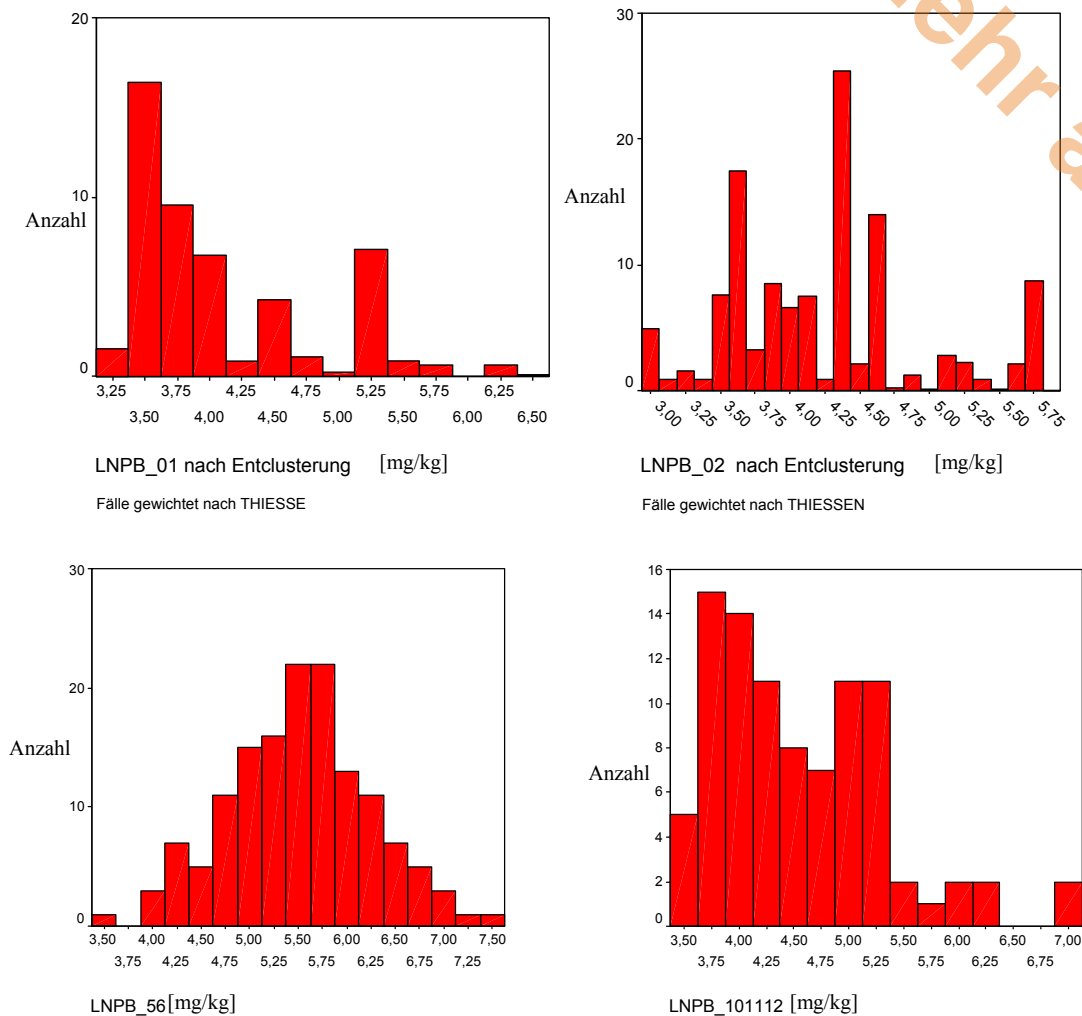 20
10
0
Anzahl
3,25 3,75 4,25 4,75 5,25 5,75 6,25
3,50 4,00 4,50 5,00 5,50 6,00 6,50
LNPB_01 nach Entclusterung [mg/kg]
Fälle gewichtet nach THIESSE
30
20
10
0
Anzahl
3,00 3,25 3,50 3,75 4,00 4,25 4,50 4,75 5,00 5,25 5,50 5,75
LNPB_02 nach Entclusterung [mg/kg]
Fälle gewichtet nach THIESSEN
ehr a
30
20
10
0
Anzahl
3,50 4,00 4,50 5,00 5,50 6,00 6,50 7,00 7,50
3,75 4,25 4,75 5,25 5,75 6,25 6,75 7,25
LNPB_56 [mg/kg]
16
14
12
10
8
6
4
2
0
Anzahl
3,50 4,00 4,50 5,00 5,50 6,00 6,50 7,00
3,75 4,25 4,75 5,25 5,75 6,25 6,75
LNPB_101112 [mg/kg]